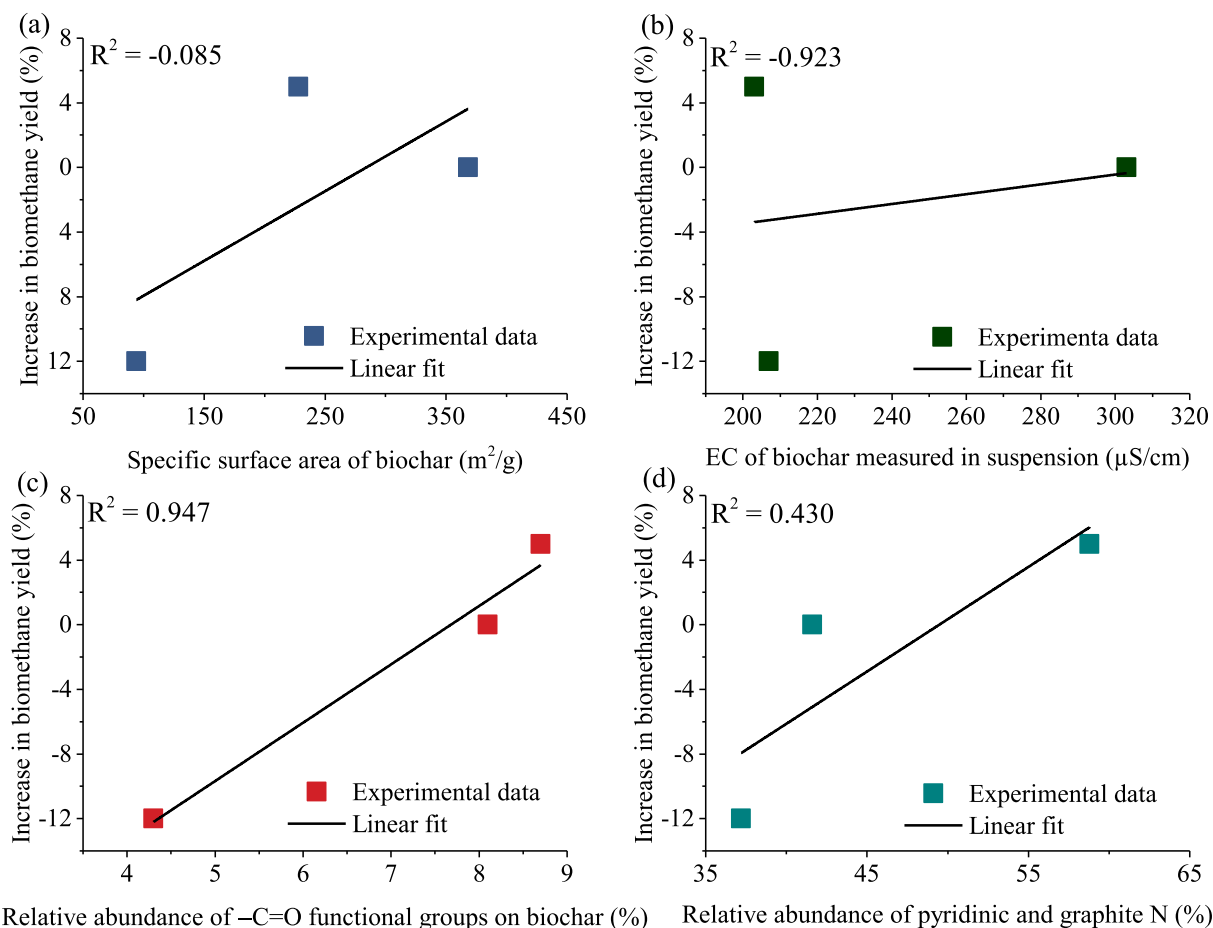 (a)
R² = -0.085
Increase in biomethane yield (%)
8
4
0
4
8
12
Experimental data
Linear fit
50 150 250 350 450
Specific surface area of biochar (m²/g)
(b)
R² = -0.923
Increase in biomethane yield (%)
8
4
0
-4
-8
-12
Experimenta data
Linear fit
200 220 240 260 280 300 320
EC of biochar measured in suspension (µS/cm)
(c)
R² = 0.947
Increase in biomethane yield (%)
8
4
0
-4
-8
-12
Experimental data
Linear fit
4 5 6 7 8 9
Relative abundance of –C=O functional groups on biochar (%)
(d)
R² = 0.430
Increase in biomethane yield (%)
8
4
0
-4
-8
-12
Experimental data
Linear fit
35 45 55 65
Relative abundance of pyridinic and graphite N (%)